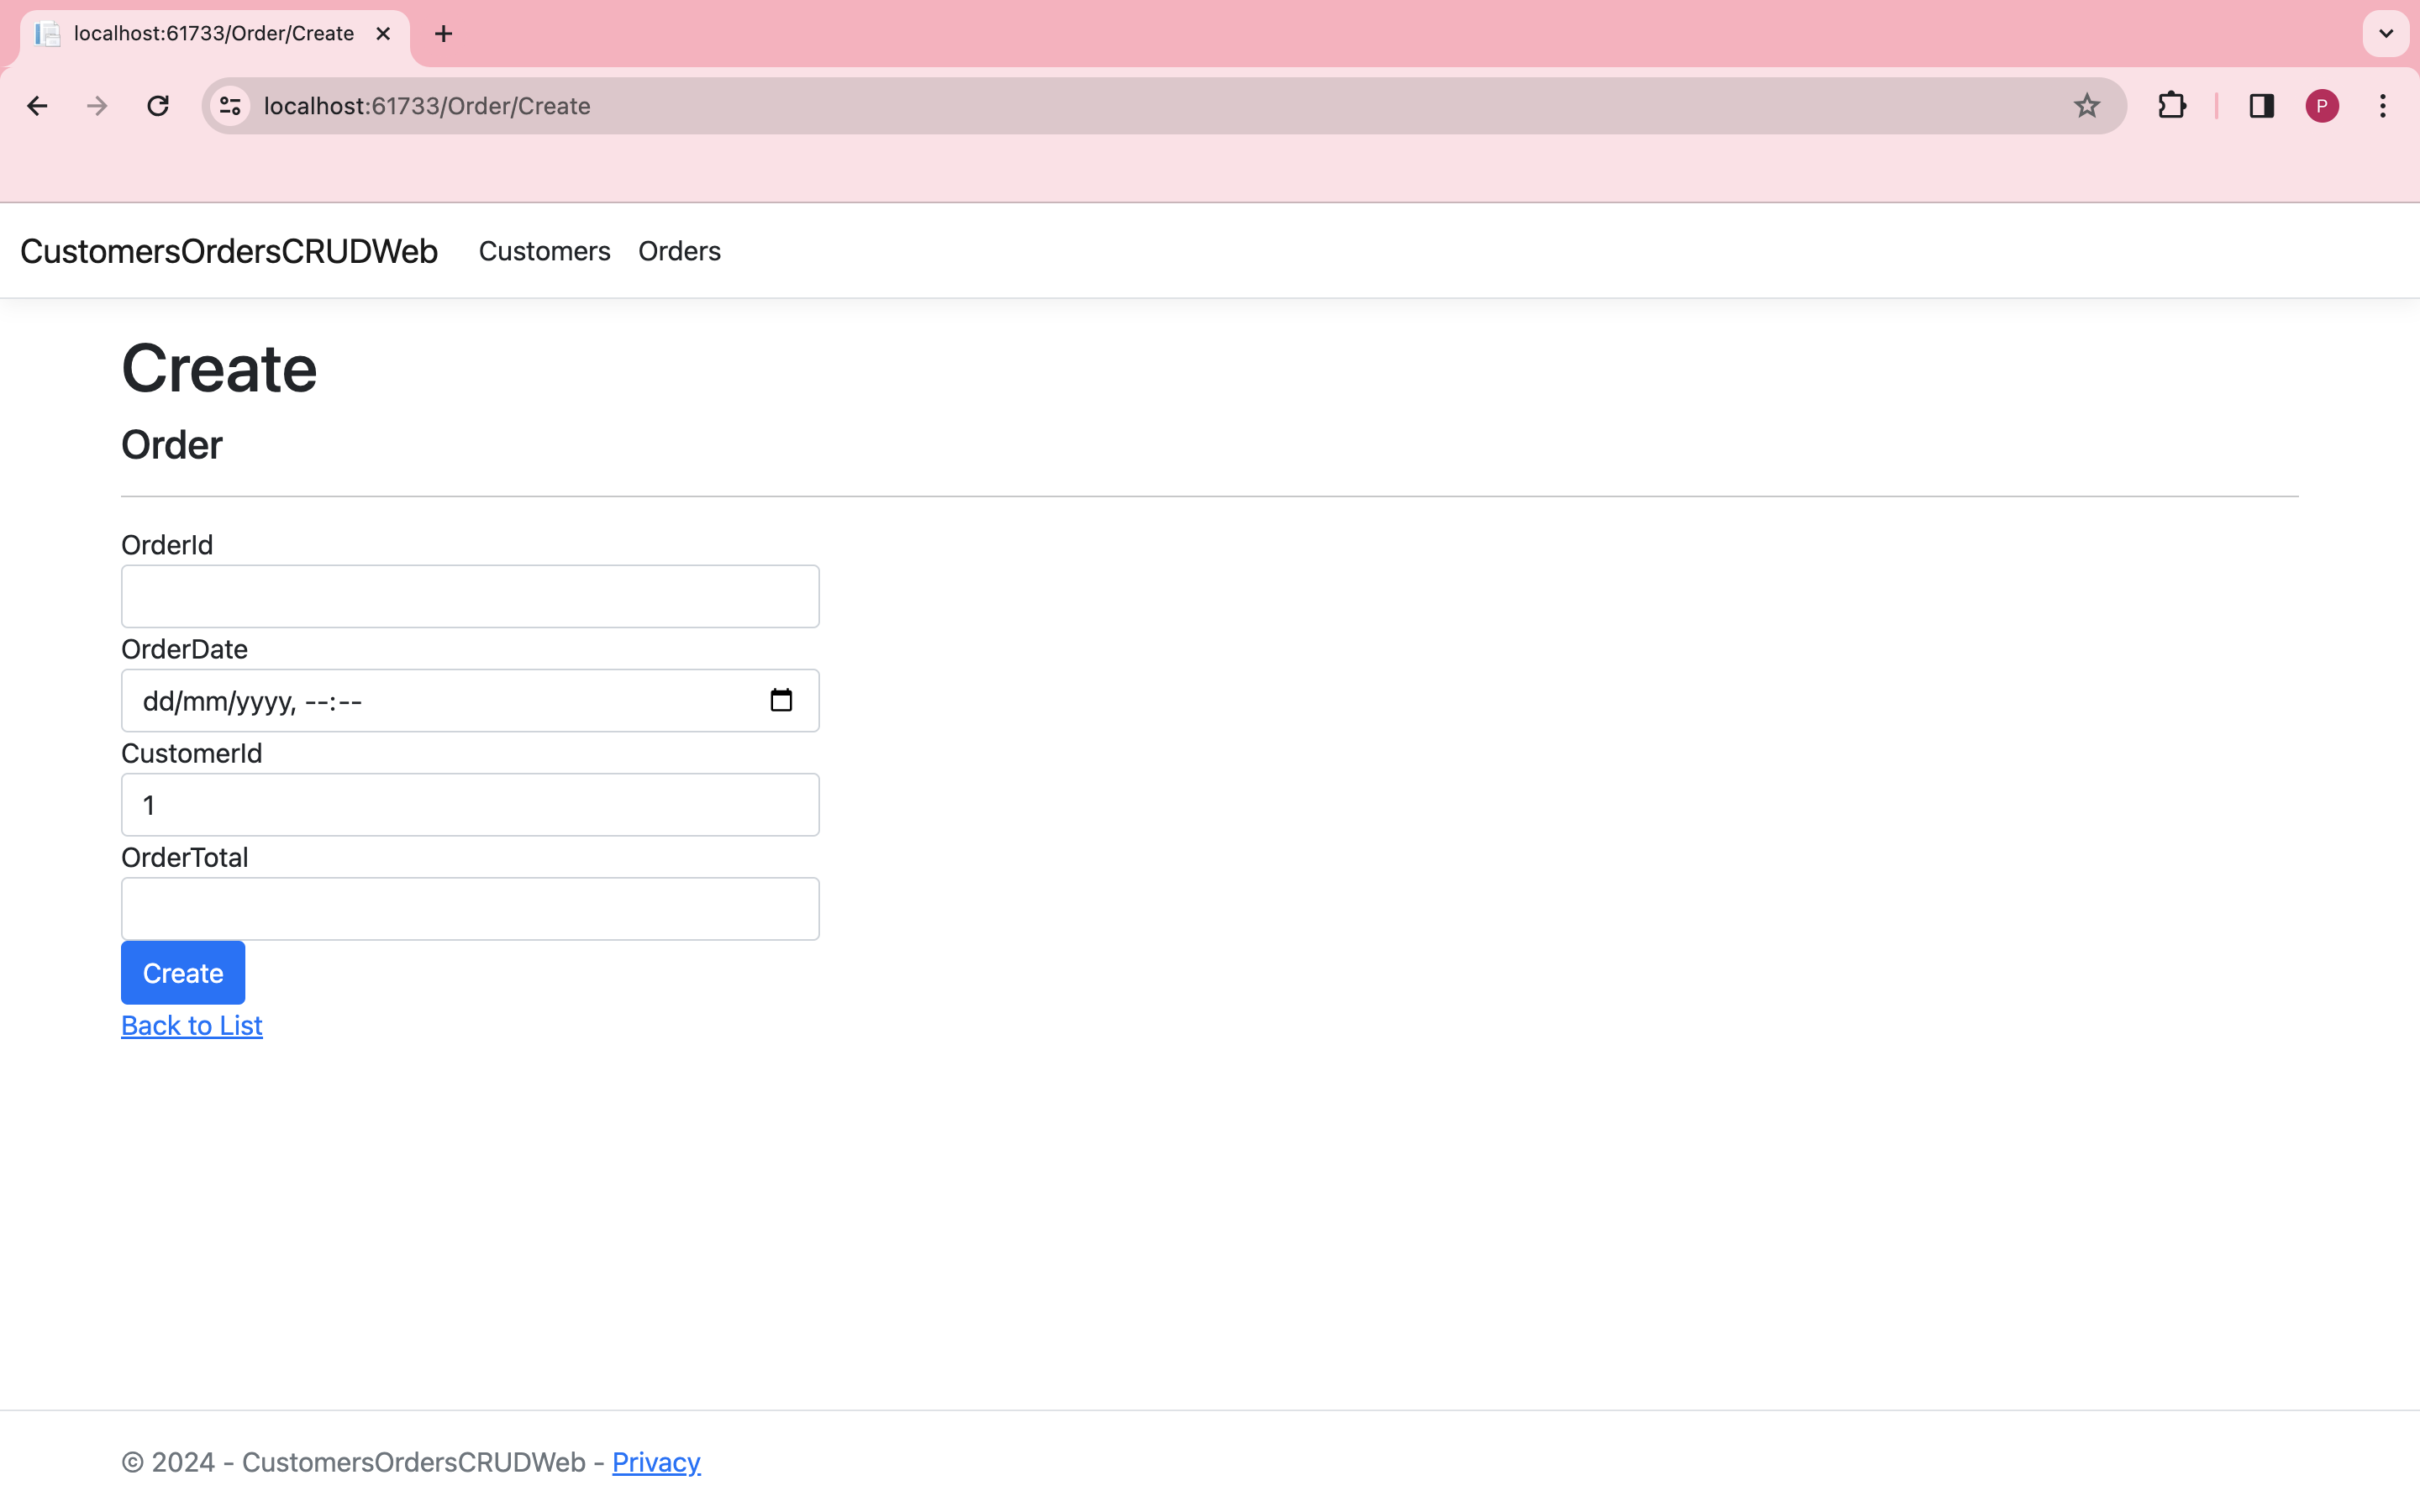 localhost:61733/Order/Create
localhost:61733/Order/Create
P
CustomersOrdersCRUDWeb Customers Orders
Create
Order
OrderId
OrderDate
dd/mm/yyyy, --:--
CustomerId
1
OrderTotal
Create
Back to List
© 2024 - CustomersOrdersCRUDWeb - Privacy